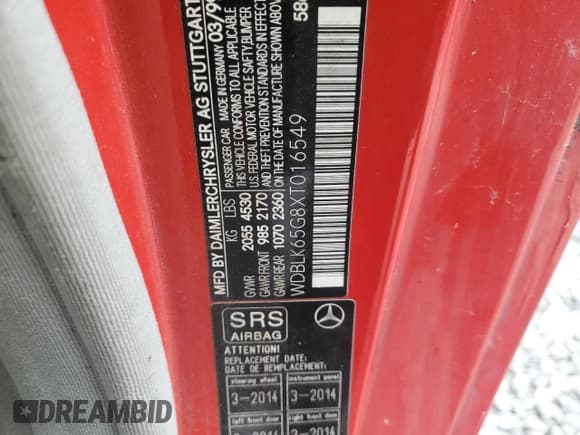 MFD BY DAIMLERCHRYSLER AG STUTTGART
PASSENGER CAR MADE IN GERMANY 03/99
KG LBS THIS VEHICLE CONFORMS TO ALL APPLICABLE
GVWR 2055 4530 U.S. FEDERAL MOTOR VEHICLE SAFETY, BUMPER
GAWR FRONT 985 2170 AND THEFT PREVENTION STANDARDS IN EFFECT
GAWR REAR 1070 2360 ON THE DATE OF MANUFACTURE SHOWN ABOVE
WDBLK65G8XT016549
SRS
AIRBAG
ATTENTION!
REPLACEMENT DATE:
DATE DE REMPLACEMENT:
steering wheel instrument panel
3-2014 3-2014
left front door right front door
DREAMBID